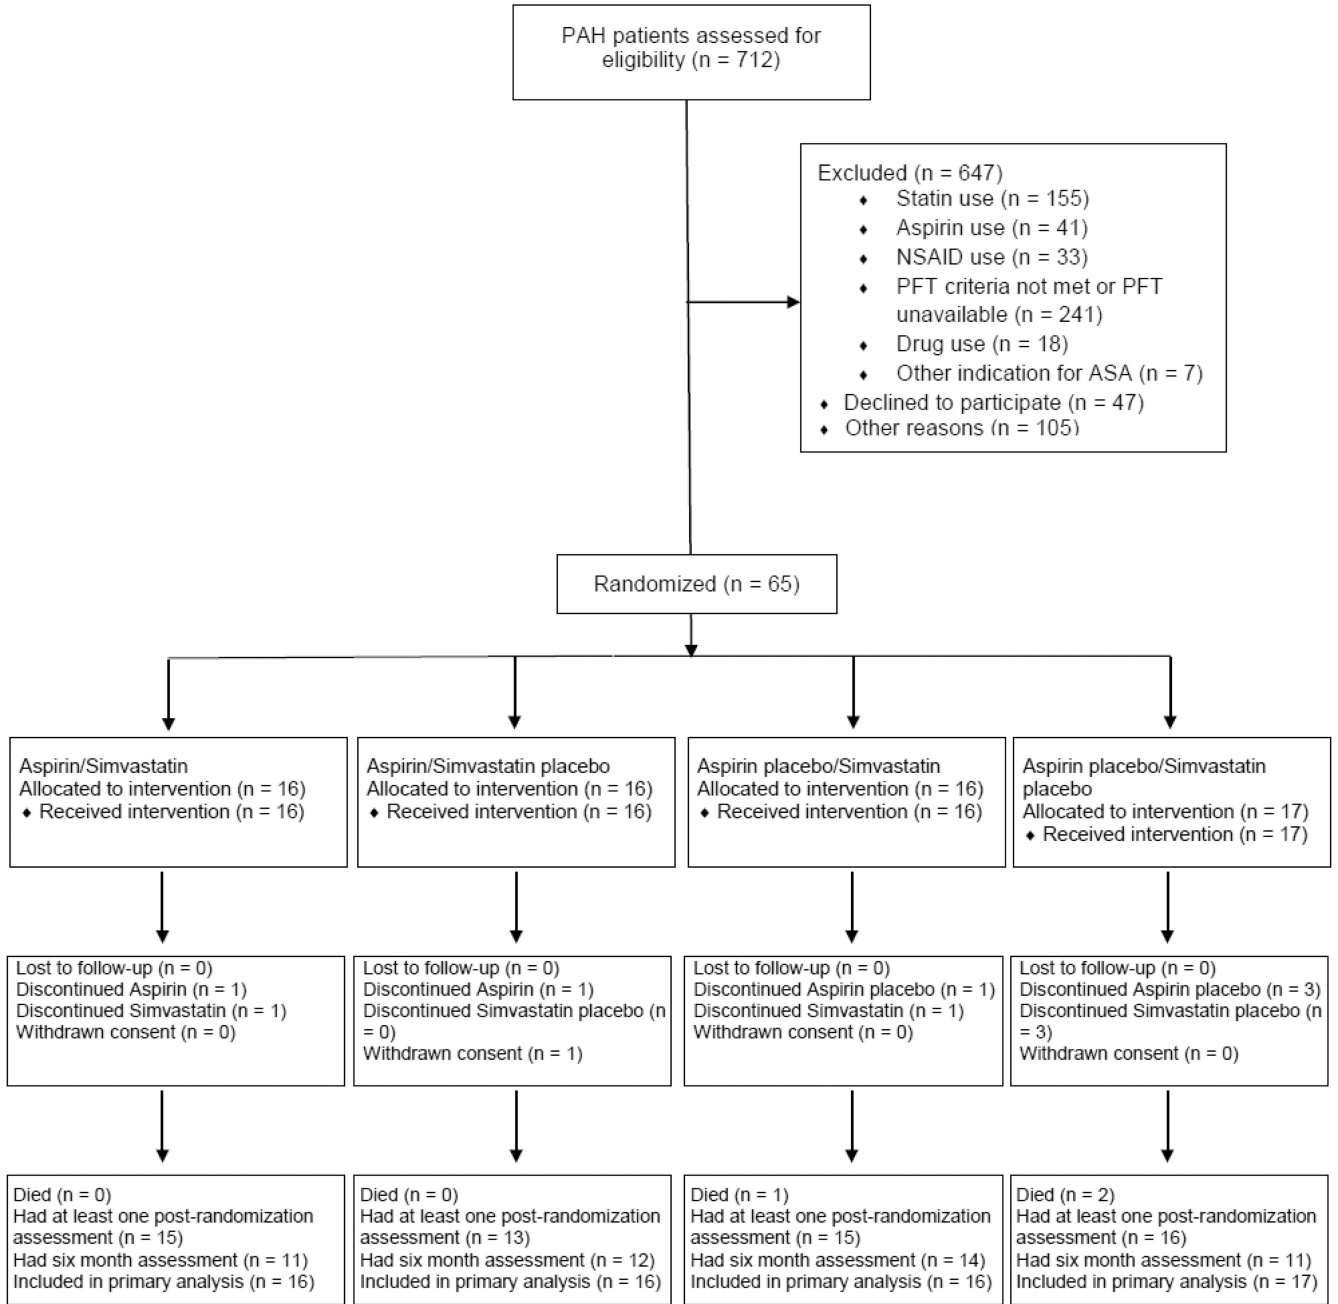 PAH patients assessed for
eligibility (n = 712)
Excluded (n = 647)
♦ Statin use (n = 155)
♦ Aspirin use (n = 41)
♦ NSAID use (n = 33)
♦ PFT criteria not met or PFT
unavailable (n = 241)
♦ Drug use (n = 18)
♦ Other indication for ASA (n = 7)
♦ Declined to participate (n = 47)
♦ Other reasons (n = 105)
Randomized (n = 65)
Aspirin/Simvastatin
Allocated to intervention (n = 16)
♦ Received intervention (n = 16)
Aspirin/Simvastatin placebo
Allocated to intervention (n = 16)
♦ Received intervention (n = 16)
Aspirin placebo/Simvastatin
Allocated to intervention (n = 16)
♦ Received intervention (n = 16)
Aspirin placebo/Simvastatin
placebo
Allocated to intervention (n = 17)
♦ Received intervention (n = 17)
Lost to follow-up (n = 0)
Discontinued Aspirin (n = 1)
Discontinued Simvastatin (n = 1)
Withdrawn consent (n = 0)
Lost to follow-up (n = 0)
Discontinued Aspirin (n = 1)
Discontinued Simvastatin placebo (n
= 0)
Withdrawn consent (n = 1)
Lost to follow-up (n = 0)
Discontinued Aspirin placebo (n = 1)
Discontinued Simvastatin (n = 1)
Withdrawn consent (n = 0)
Lost to follow-up (n = 0)
Discontinued Aspirin placebo (n = 3)
Discontinued Simvastatin placebo (n
= 3)
Withdrawn consent (n = 0)
Died (n = 0)
Had at least one post-randomization
assessment (n = 15)
Had six month assessment (n = 11)
Included in primary analysis (n = 16)
Died (n = 0)
Had at least one post-randomization
assessment (n = 13)
Had six month assessment (n = 12)
Included in primary analysis (n = 16)
Died (n = 1)
Had at least one post-randomization
assessment (n = 15)
Had six month assessment (n = 14)
Included in primary analysis (n = 16)
Died (n = 2)
Had at least one post-randomization
assessment (n = 16)
Had six month assessment (n = 11)
Included in primary analysis (n = 17)